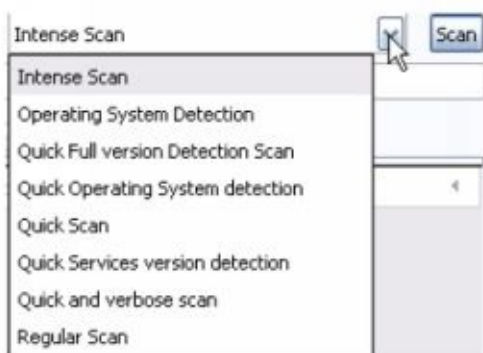 Intense Scan Scan
Intense Scan
Operating System Detection
Quick Full version Detection Scan
Quick Operating System detection
Quick Scan
Quick Services version detection
Quick and verbose scan
Regular Scan